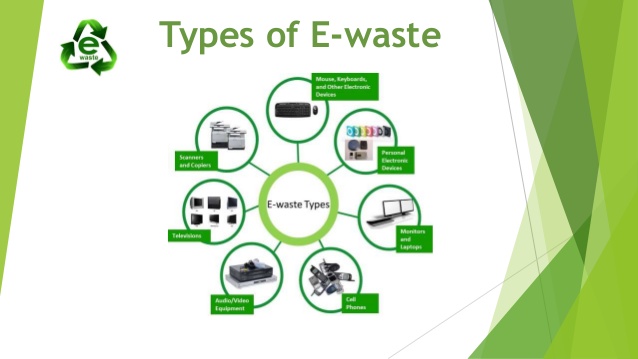 e
waste
Types of E-waste
Mouse, Keyboards,
and Other Electronic
Devices
Personal
Electronic
Devices
Monitors
and
Laptops
Cell
Phones
Audio/Video
Equipment
Televisions
Scanners
and Copiers
E-waste Types